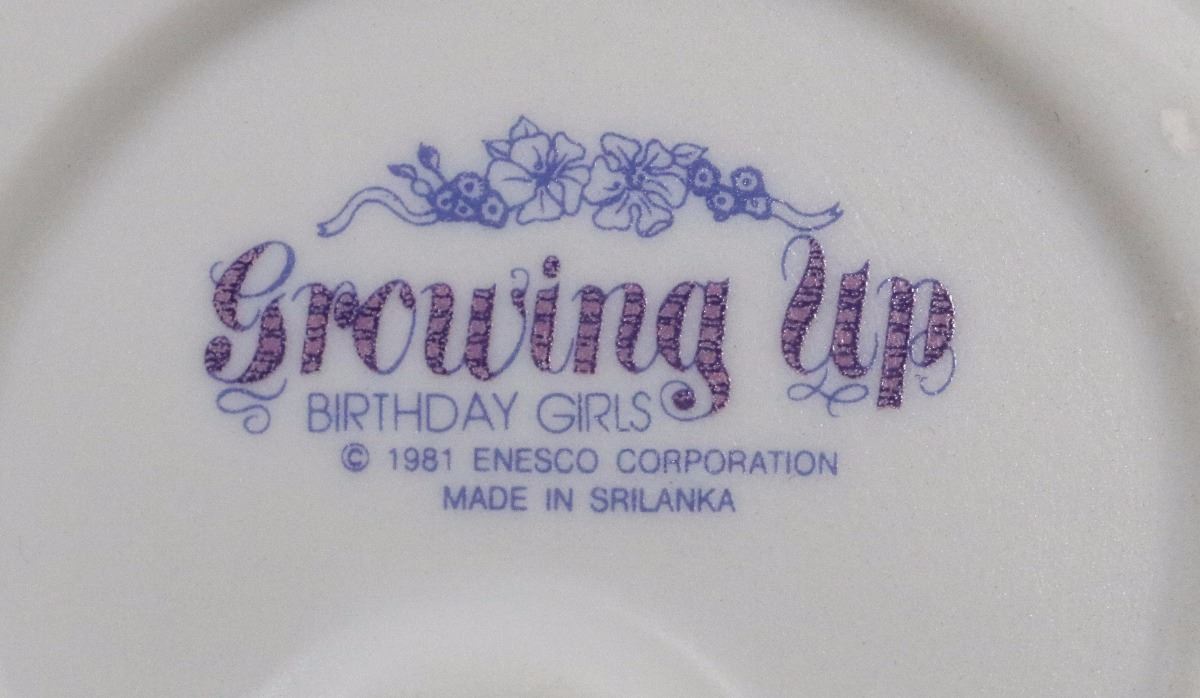 Growing Up
BIRTHDAY GIRLS
© 1981 ENESCO CORPORATION
MADE IN SRILANKA